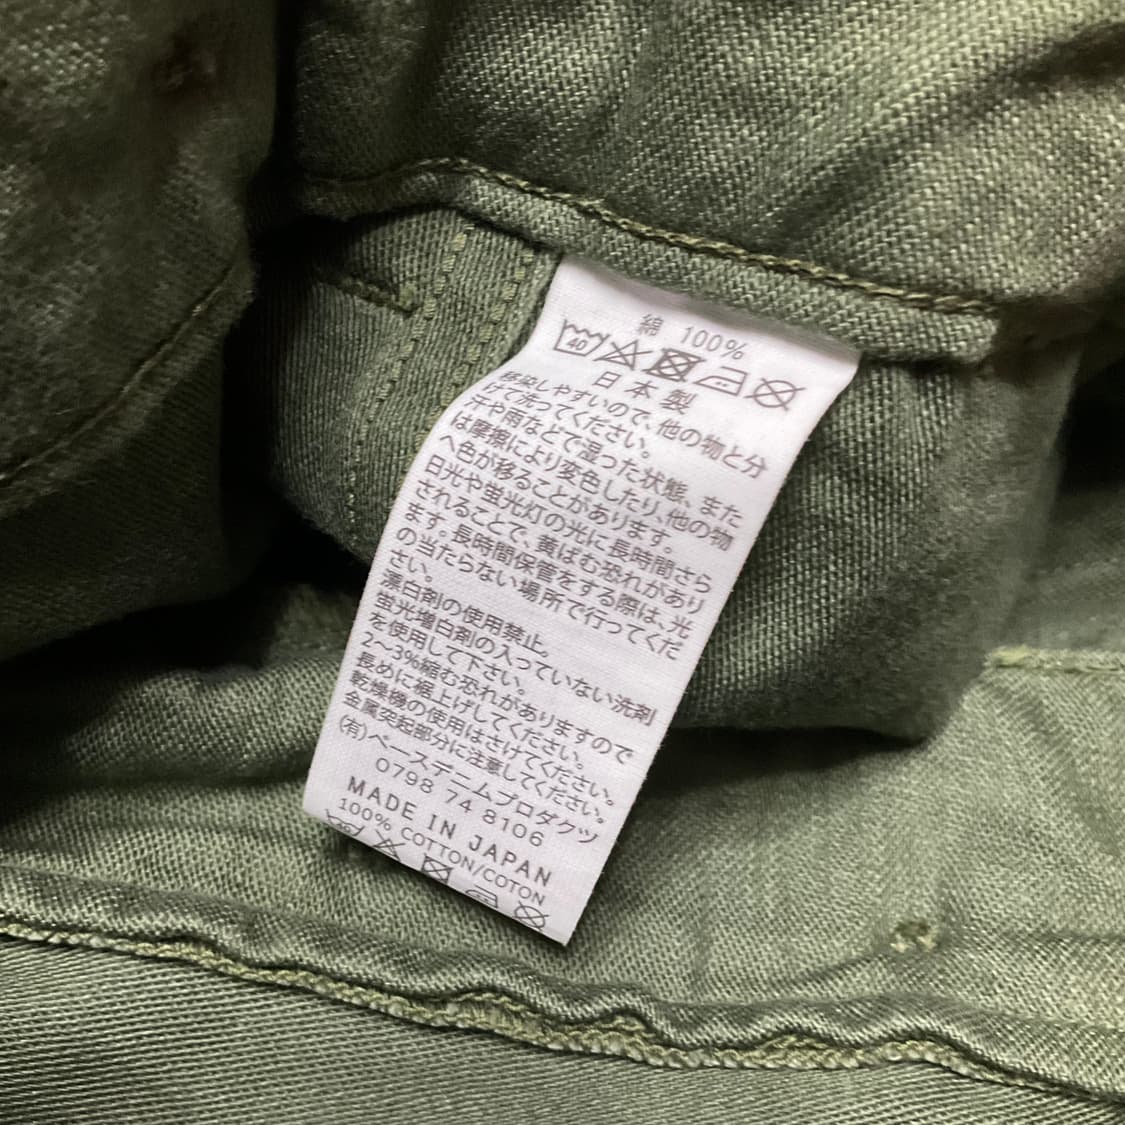 綿 100%
40
日本製
移染しやすいので、他の物と分
けて洗ってください。
汗や雨などで湿った状態、また
は摩擦により変色したり、他の物
へ色が移ることがあります。
日光や蛍光灯の光に長時間さら
されることで、黄ばむ恐れがあり
ます。長時間保管をする際は、光
の当たらない場所で行ってくだ
さい。
漂白剤の使用禁止。
蛍光増白剤の入っていない洗剤
を使用して下さい。
2〜3%縮む恐れがありますので
長めに裾上げしてください。
乾燥機の使用はさけてください。
金属突起部分に注意してください。
(有)ベースデニムプロダクツ
0798 74 8106
MADE IN JAPAN
100% COTTON/COTON
40